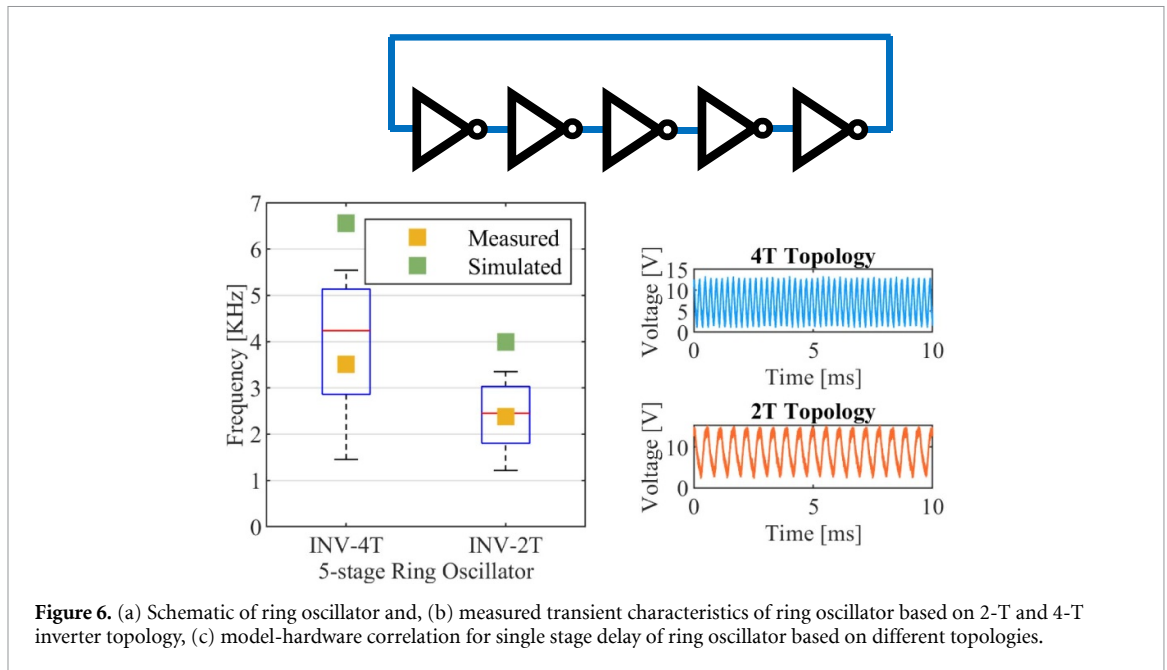 7
6
5
4
3
2
1
0
Frequency [KHz]
Measured
Simulated
INV-4T INV-2T
5-stage Ring Oscillator
4T Topology
15
10
5
0
Voltage [V]
0 5 10
Time [ms]
2T Topology
10
0
Voltage [V]
0 5 10
Time [ms]
Figure 6. (a) Schematic of ring oscillator and, (b) measured transient characteristics of ring oscillator based on 2-T and 4-T
inverter topology, (c) model-hardware correlation for single stage delay of ring oscillator based on different topologies.